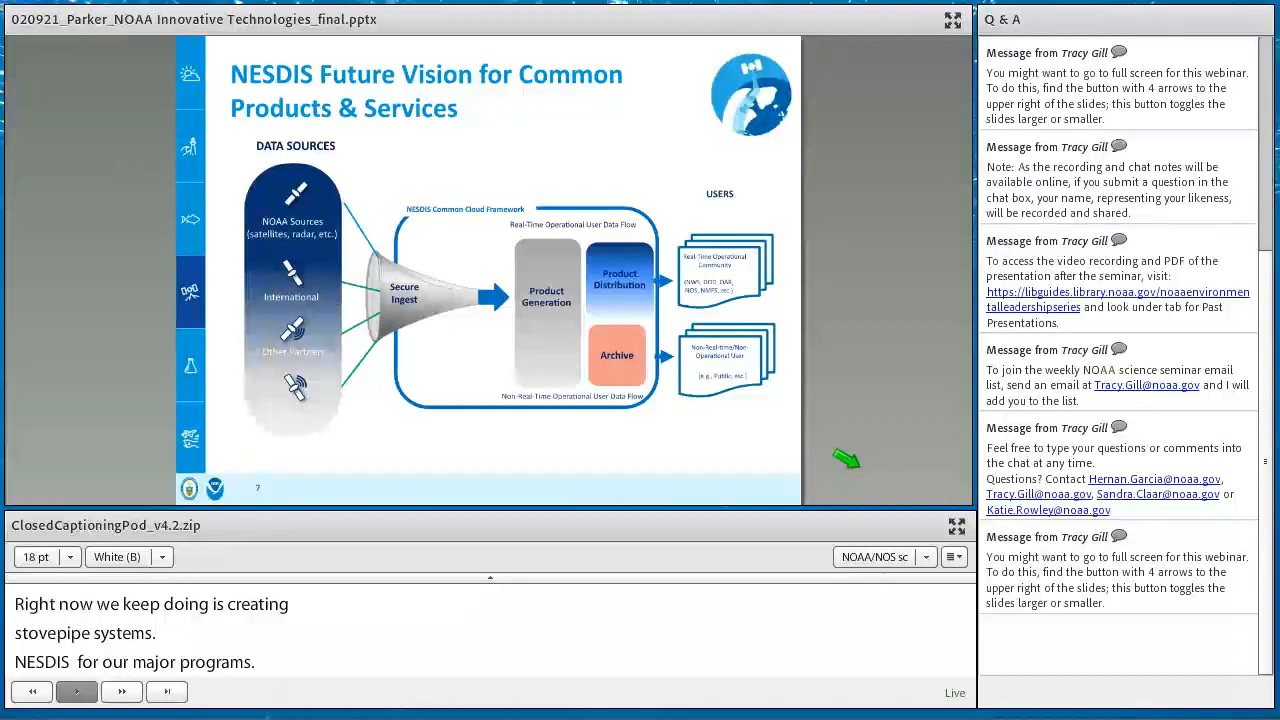 020921_Parker_NOAA Innovative Technologies_final.pptx
NESDIS Future Vision for Common
Products & Services
DATA SOURCES
NOAA Sources
(satellites, radar, etc.)
International
Other Partners
NESDIS Common Cloud Framework
Real-Time Operational User Data Flow
Secure
Ingest
Product
Generation
Product
Distribution
Archive
Non-Real-Time Operational User Data Flow
USERS
Real-Time Operational
Community
(NWS, DOD, OAR,
NOS, NMFS, etc.)
Non-Real-time/Non-
Operational User
(e.g., Public, etc.)
7
ClosedCaptioningPod_v4.2.zip
18 pt
White (B)
NOAA/NOS sc
Right now we keep doing is creating
stovepipe systems.
NESDIS  for our major programs.
Live
Q & A
Message from Tracy Gill
You might want to go to full screen for this webinar.
To do this, find the button with 4 arrows to the
upper right of the slides; this button toggles the
slides larger or smaller.
Message from Tracy Gill
Note: As the recording and chat notes will be
available online, if you submit a question in the
chat box, your name, representing your likeness,
will be recorded and shared.
Message from Tracy Gill
To access the video recording and PDF of the
presentation after the seminar, visit:
https://libguides.library.noaa.gov/noaaenvironmen
talleadershipseries and look under tab for Past
Presentations.
Message from Tracy Gill
To join the weekly NOAA science seminar email
list, send an email at Tracy.Gill@noaa.gov and I will
add you to the list.
Message from Tracy Gill
Feel free to type your questions or comments into
the chat at any time.
Questions? Contact Hernan.Garcia@noaa.gov,
Tracy.Gill@noaa.gov, Sandra.Claar@noaa.gov or
Katie.Rowley@noaa.gov
Message from Tracy Gill
You might want to go to full screen for this webinar.
To do this, find the button with 4 arrows to the
upper right of the slides; this button toggles the
slides larger or smaller.